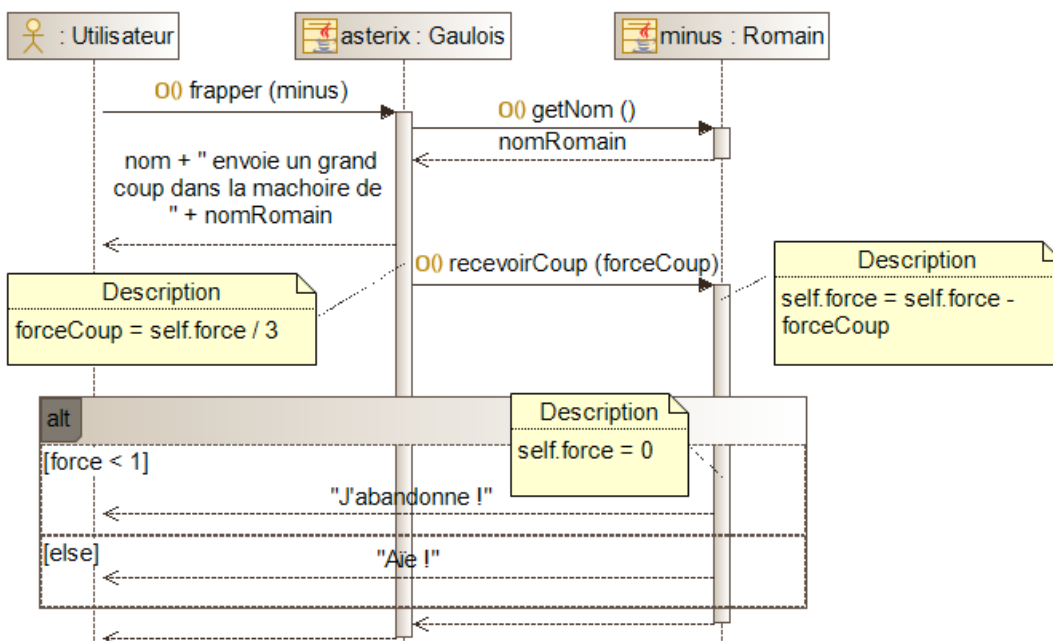 : Utilisateur
asterix : Gaulois
minus : Romain
O() frapper (minus)
O() getNom ()
nomRomain
nom + " envoie un grand
coup dans la machoire de
" + nomRomain
O() recevoirCoup (forceCoup)
Description
forceCoup = self.force / 3
Description
self.force = self.force -
forceCoup
alt
Description
self.force = 0
[force < 1]
"J'abandonne !"
[else]
"Aïe !"